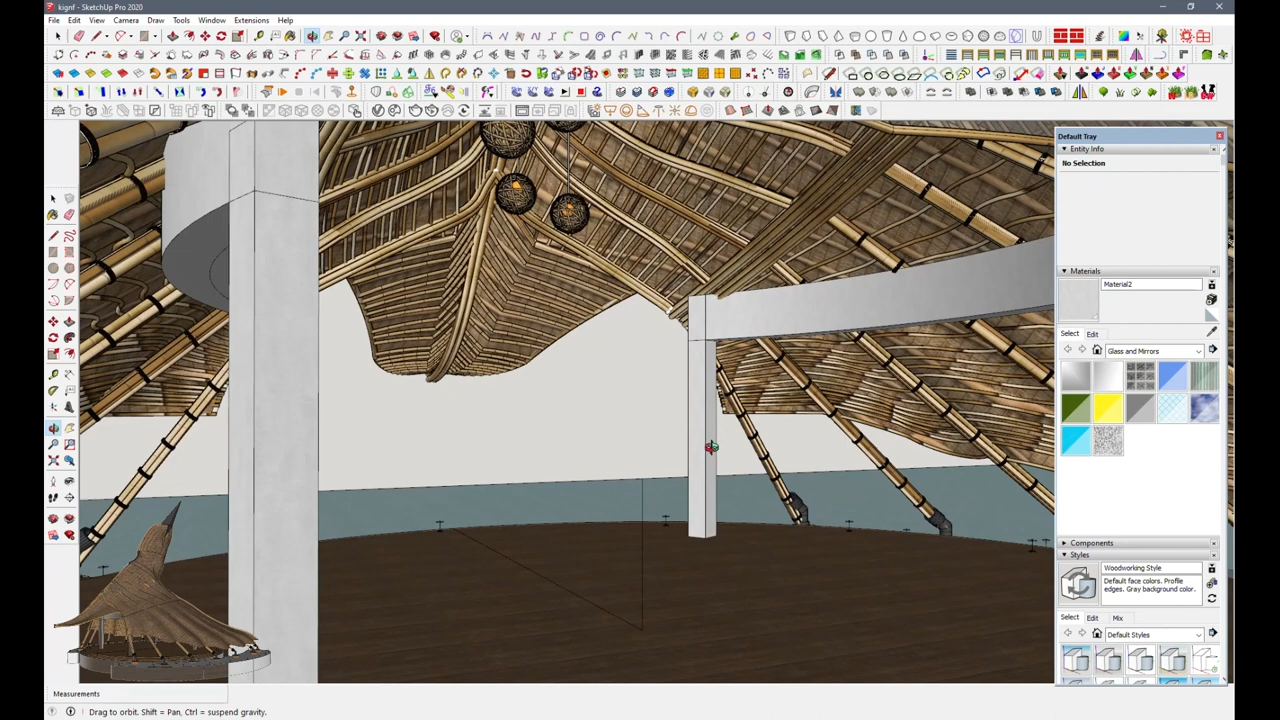 kignf - SketchUp Pro 2020
File Edit View Camera Draw Tools Window Extensions Help
Default Tray
Entity Info
No Selection
Materials
Material2
Select Edit
Glass and Mirrors
Components
Styles
Woodworking Style
Default face colors. Profile
edges. Gray background color.
Select Edit Mix
Default Styles
Measurements
Drag to orbit. Shift = Pan, Ctrl = suspend gravity.